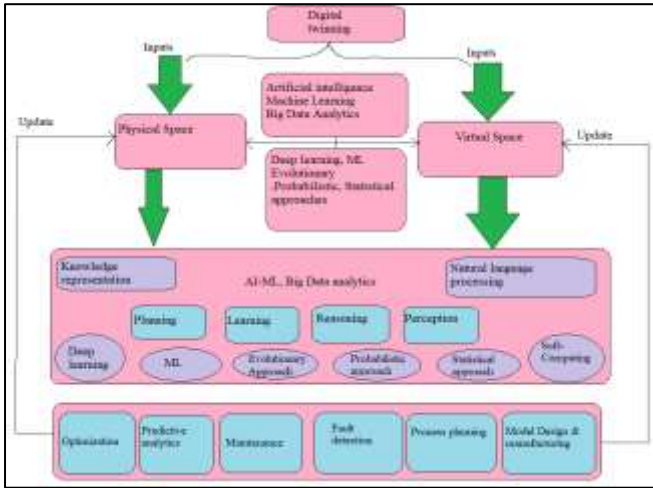 Digital
twinning
Inputs
Inputs
Artificial intelligence
Machine Learning
Big Data Analytics
Update
Physical Space
Virtual Space
Update
Deep learning, ML
Evolutionary
.Probabilistic, Statistical
approaches
Knowledge
representation
AI-ML, Big Data analytics
Natural language
processing
Planning
Learning
Reasoning
Perception
Deep
learning
ML
Evolutionary
Approach
Probabilistic
approach
Statistical
approach
Soft-
Computing
Optimization
Predictive
analytics
Maintenance
Fault
detection
Process planning
Model Design &
manufacturing